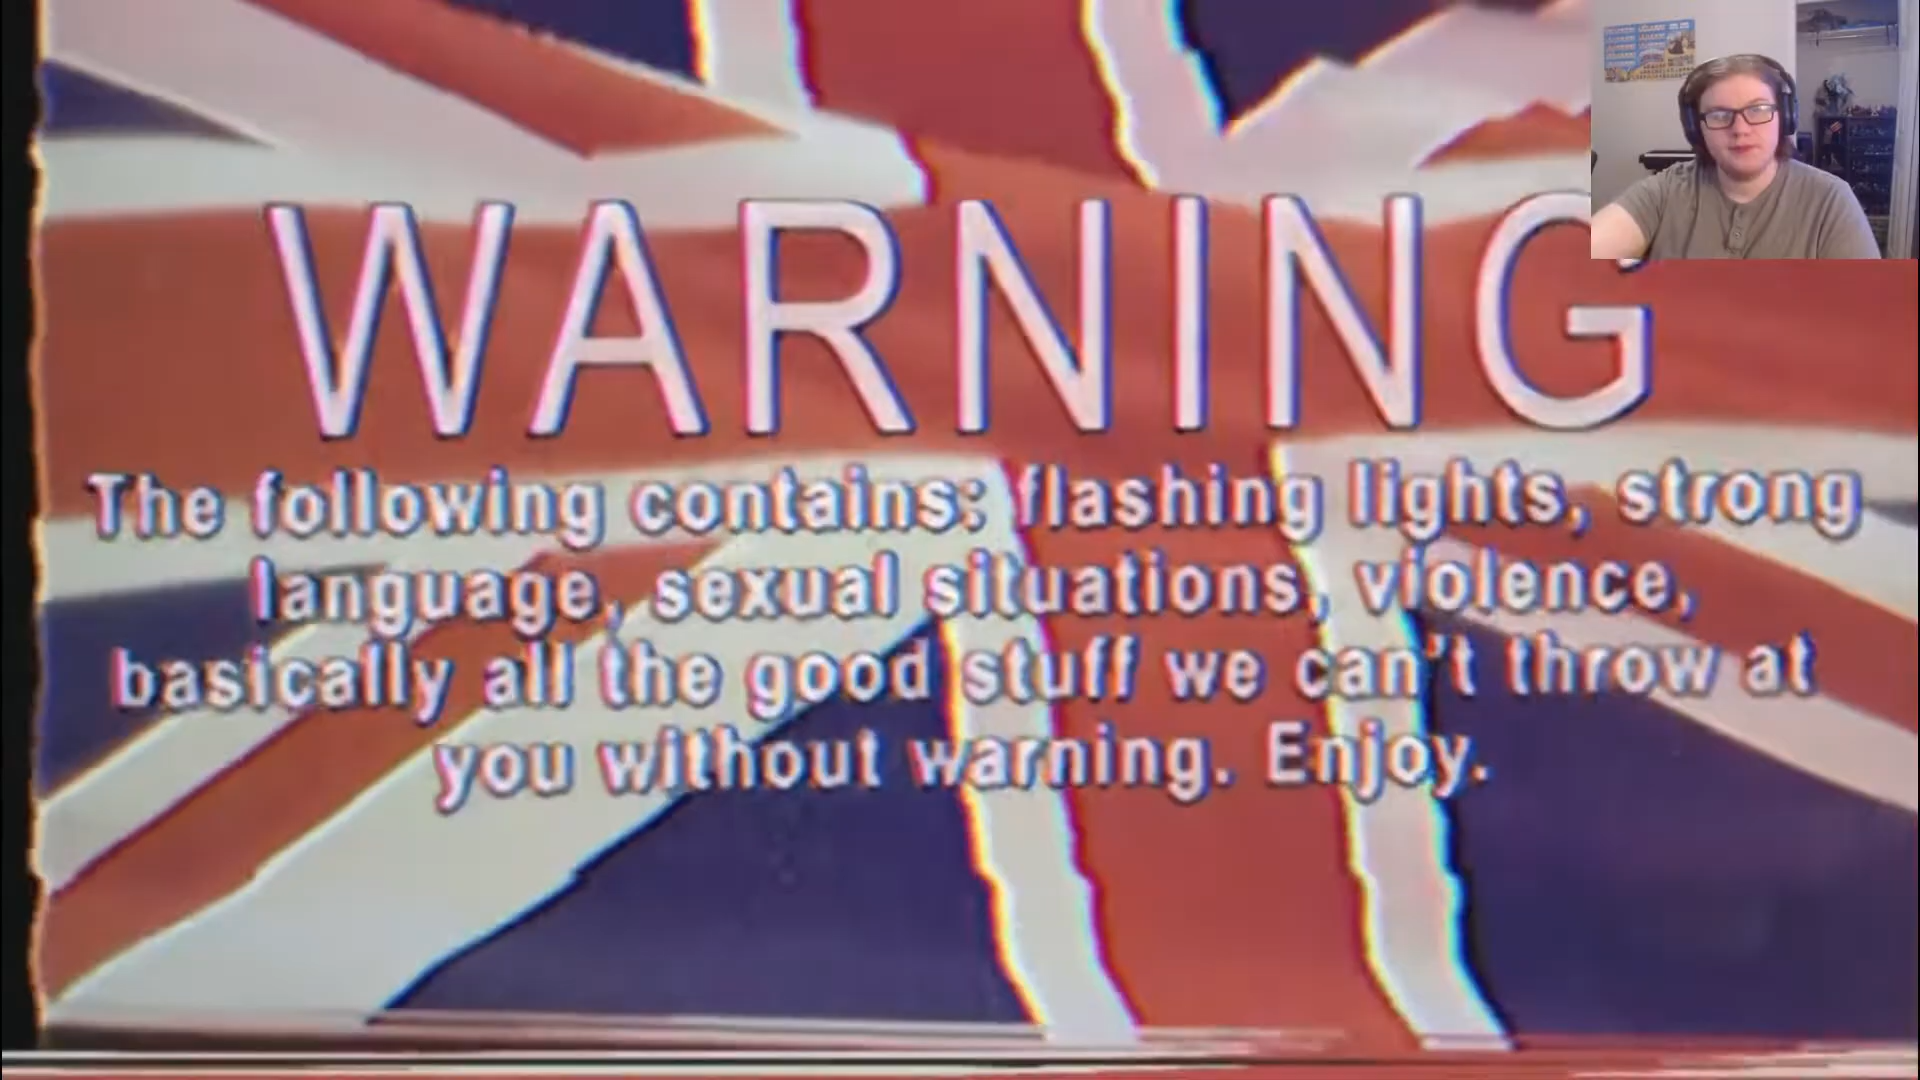 WARNING
The following contains: flashing lights, strong
language, sexual situations, violence,
basically all the good stuff we can't throw at
you without warning. Enjoy.